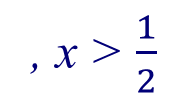 , x > 1/2